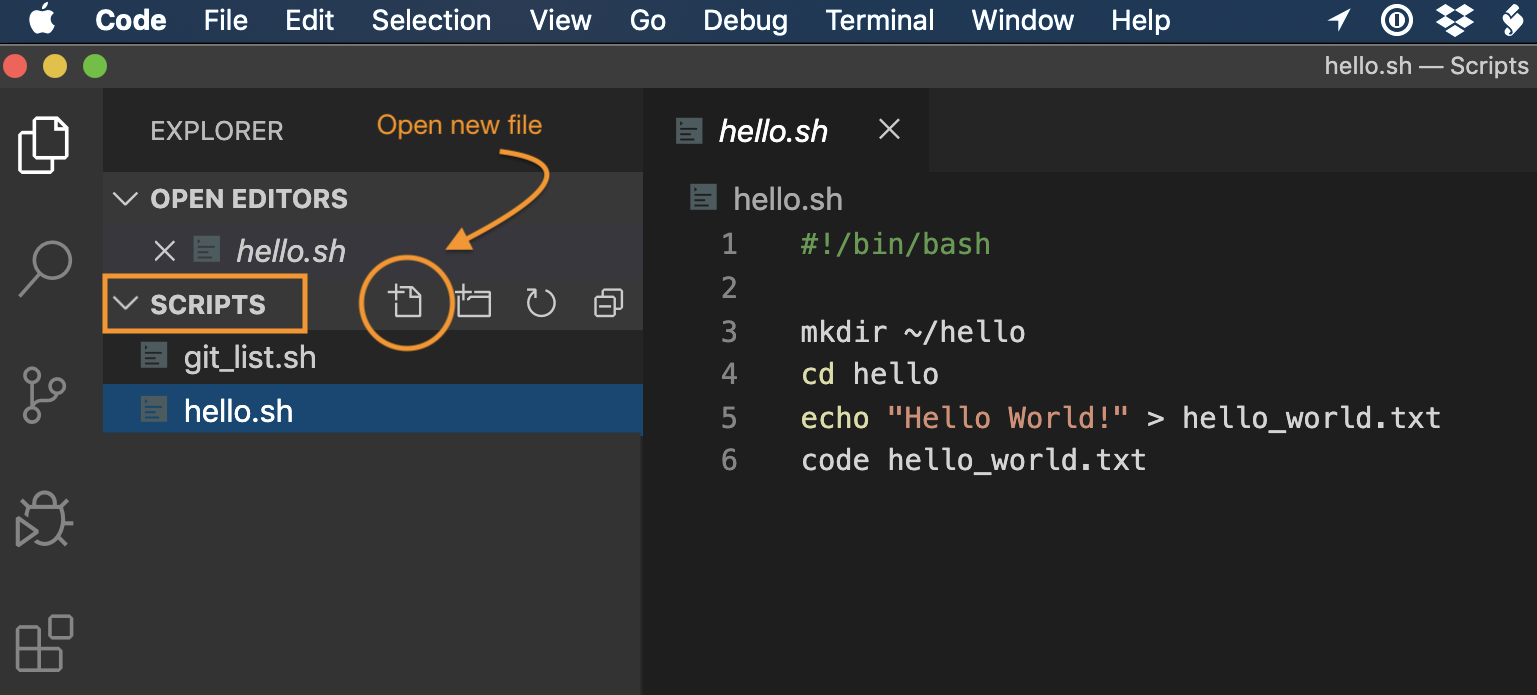 Code File Edit Selection View Go Debug Terminal Window Help
hello.sh — Scripts
EXPLORER
Open new file
OPEN EDITORS
hello.sh
SCRIPTS
git_list.sh
hello.sh
hello.sh
hello.sh
1 #!/bin/bash
2
3 mkdir ~/hello
4 cd hello
5 echo "Hello World!" > hello_world.txt
6 code hello_world.txt